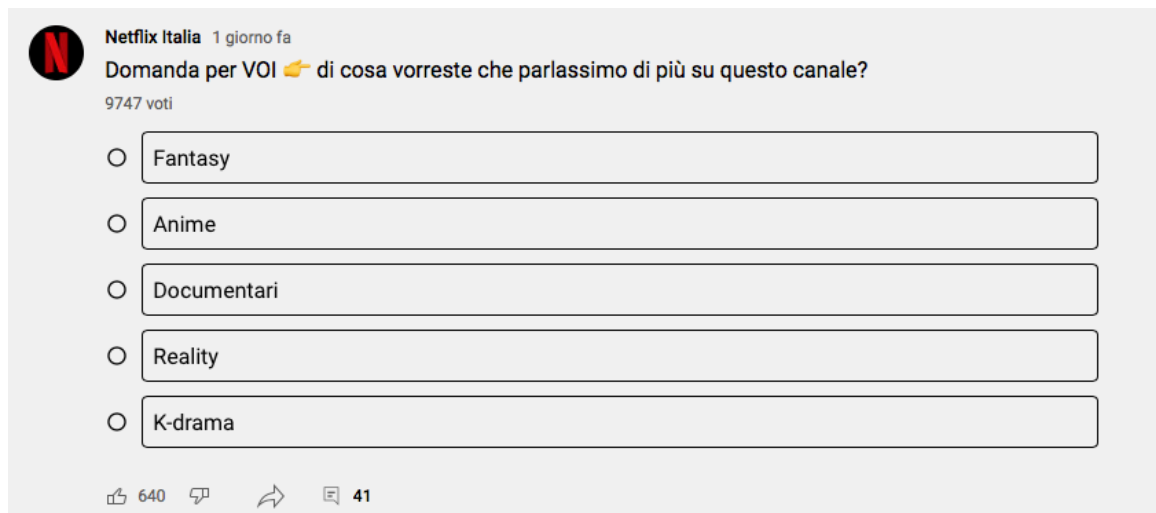 Netflix Italia 1 giorno fa
Domanda per VOI 👉 di cosa vorreste che parlassimo di più su questo canale?
9747 voti
Fantasy
Anime
Documentari
Reality
K-drama
640 41